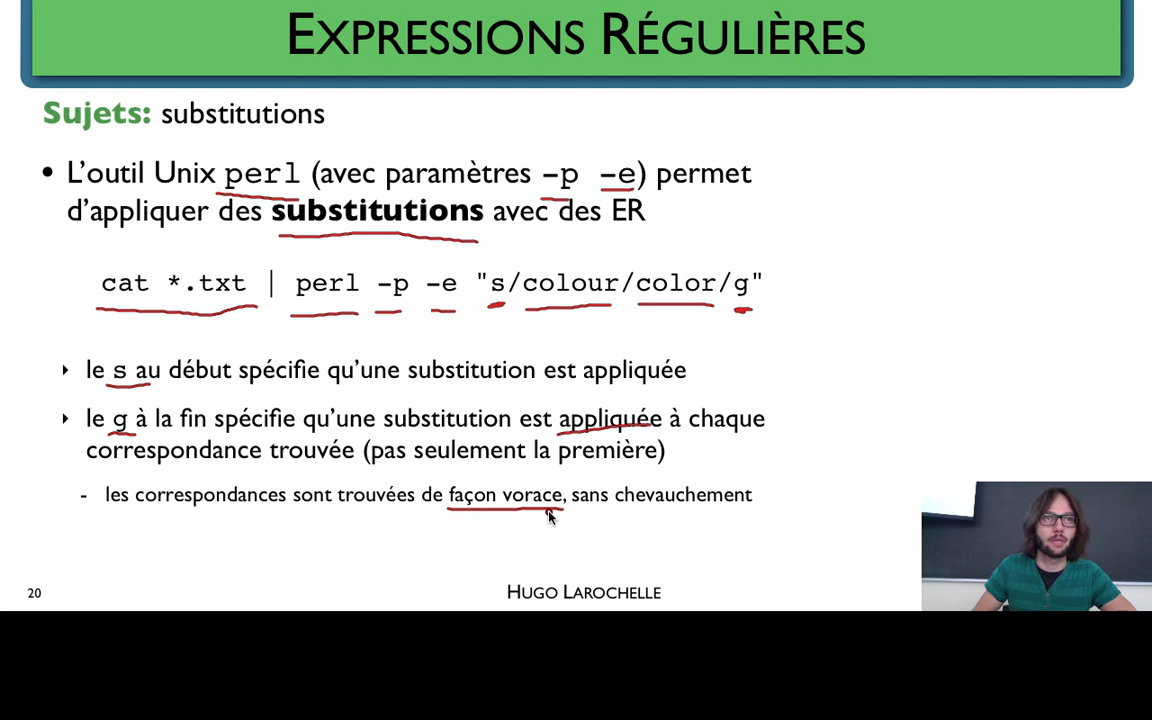 EXPRESSIONS RÉGULIÈRES
Sujets: substitutions
• L'outil Unix perl (avec paramètres -p -e) permet
d'appliquer des substitutions avec des ER
cat *.txt | perl -p -e "s/colour/color/g"
‣ le s au début spécifie qu'une substitution est appliquée
‣ le g à la fin spécifie qu'une substitution est appliquée à chaque
correspondance trouvée (pas seulement la première)
- les correspondances sont trouvées de façon vorace, sans chevauchement
20
HUGO LAROCHELLE